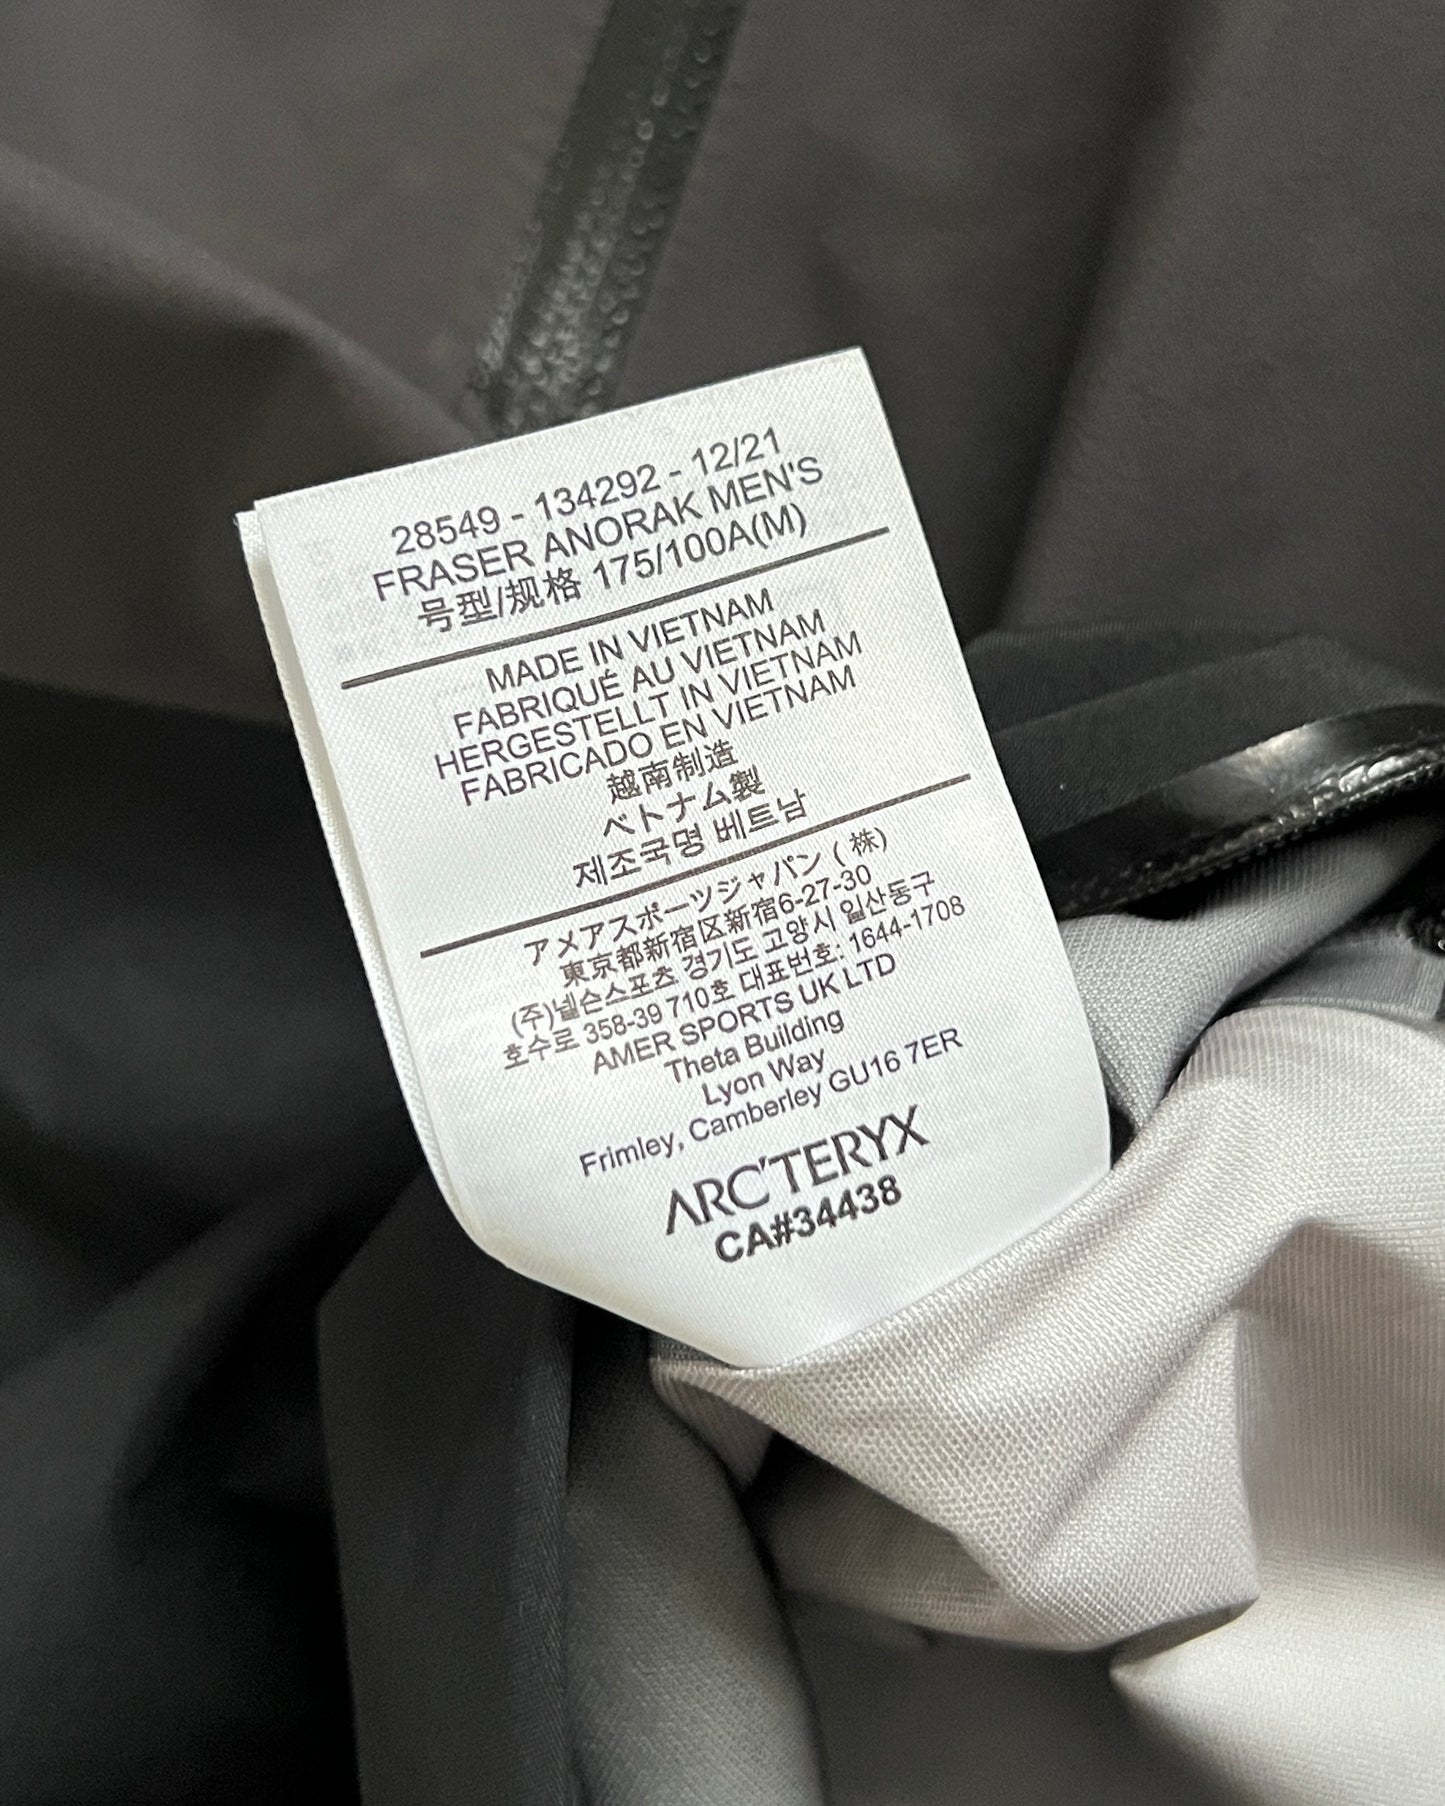 28549 - 134292 - 12/21
FRASER ANORAK MEN'S
号型/规格 175/100A(M)
MADE IN VIETNAM
FABRIQUÉ AU VIETNAM
HERGESTELLT IN VIETNAM
FABRICADO EN VIETNAM
越南制造
ベトナム製
제조국명 베트남
アメアスポーツジャパン（株）
東京都新宿区新宿6-27-30
(주)넬슨스포츠 경기도 고양시 일산동구
호수로 358-39 710호 대표번호: 1644-1708
AMER SPORTS UK LTD
Theta Building
Lyon Way
Frimley, Camberley GU16 7ER
ARC'TERYX
CA#34438